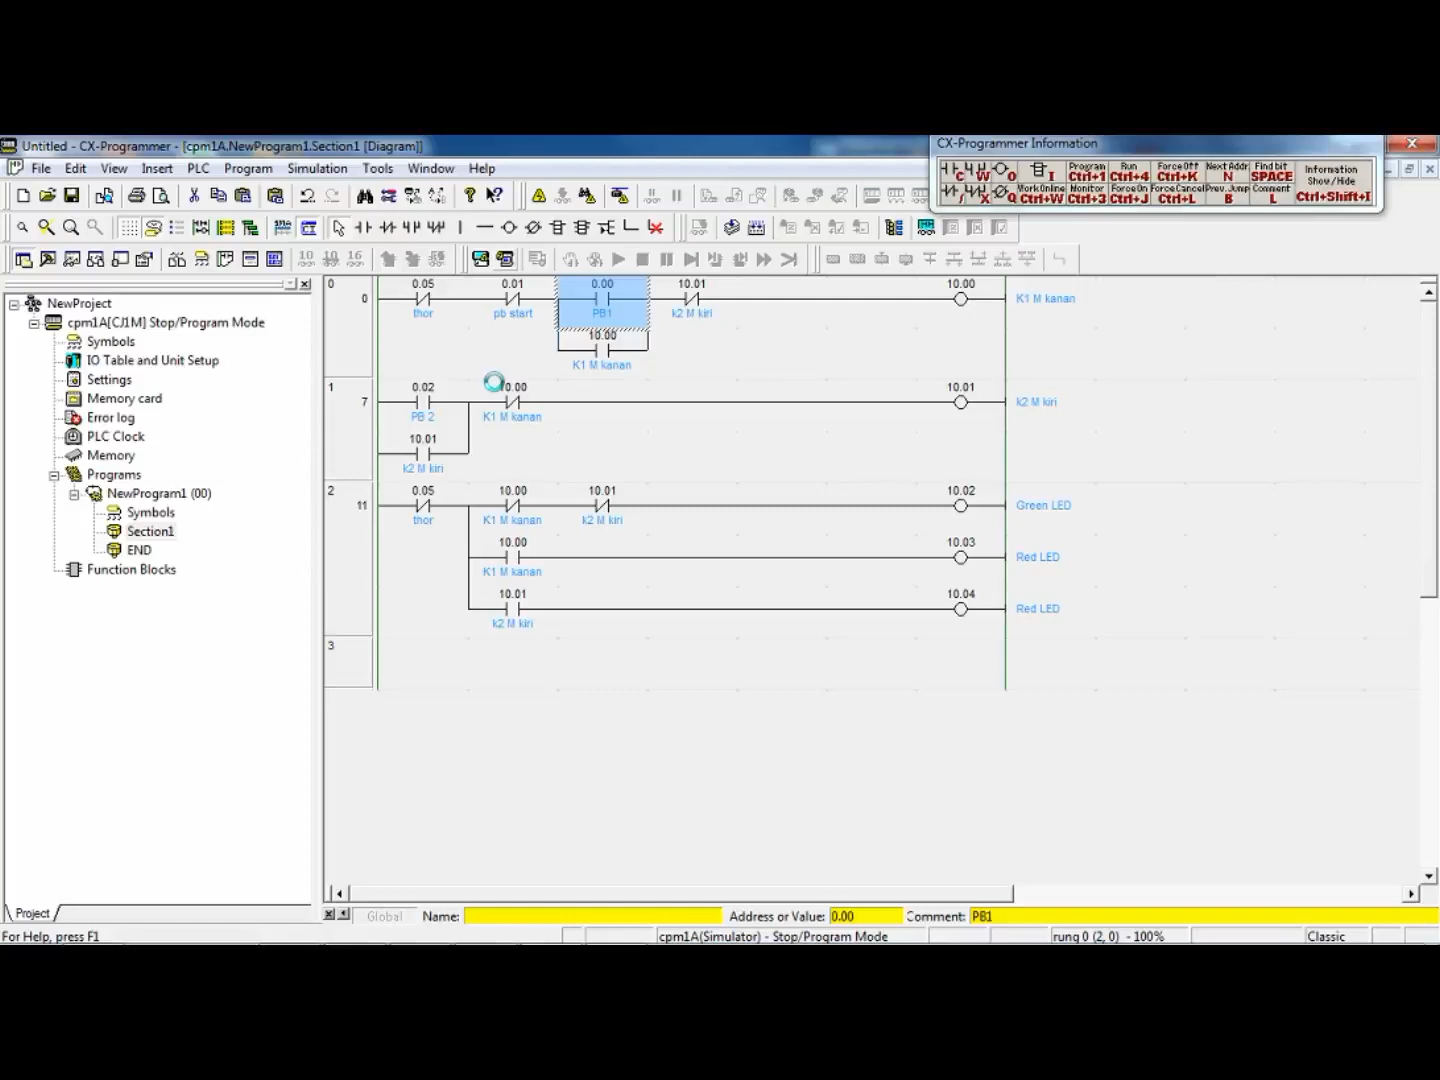 Untitled - CX-Programmer - [cpm1A.NewProgram1.Section1 [Diagram]]
CX-Programmer Information
File Edit View Insert PLC Program Simulation Tools Window Help
C W O I Program Ctrl+1 Run Ctrl+4 Force Off Ctrl+K Next Addr N Find bit SPACE Information Show/Hide Ctrl+Shift+I
/ X Q Work Online Ctrl+W Monitor Ctrl+3 Force On Ctrl+J Force Cancel Ctrl+L Prev. Jump B Comment L
10 10 16
NewProject
cpm1A[CJ1M] Stop/Program Mode
Symbols
IO Table and Unit Setup
Settings
Memory card
Error log
PLC Clock
Memory
Programs
NewProgram1 (00)
Symbols
Section1
END
Function Blocks
Project
0 0.05 0.01 0.00 10.01 10.00
0 K1 M kanan
thor pb start PB1 k2 M kiri
10.00
K1 M kanan
1 0.02 10.00 10.01
7 k2 M kiri
PB 2 K1 M kanan
10.01
k2 M kiri
2 0.05 10.00 10.01 10.02
11 Green LED
thor K1 M kanan k2 M kiri
10.00 10.03
Red LED
K1 M kanan
10.01 10.04
Red LED
k2 M kiri
3
Global Name: Address or Value: 0.00 Comment: PB1
For Help, press F1 cpm1A(Simulator) - Stop/Program Mode rung 0 (2, 0) - 100% Classic